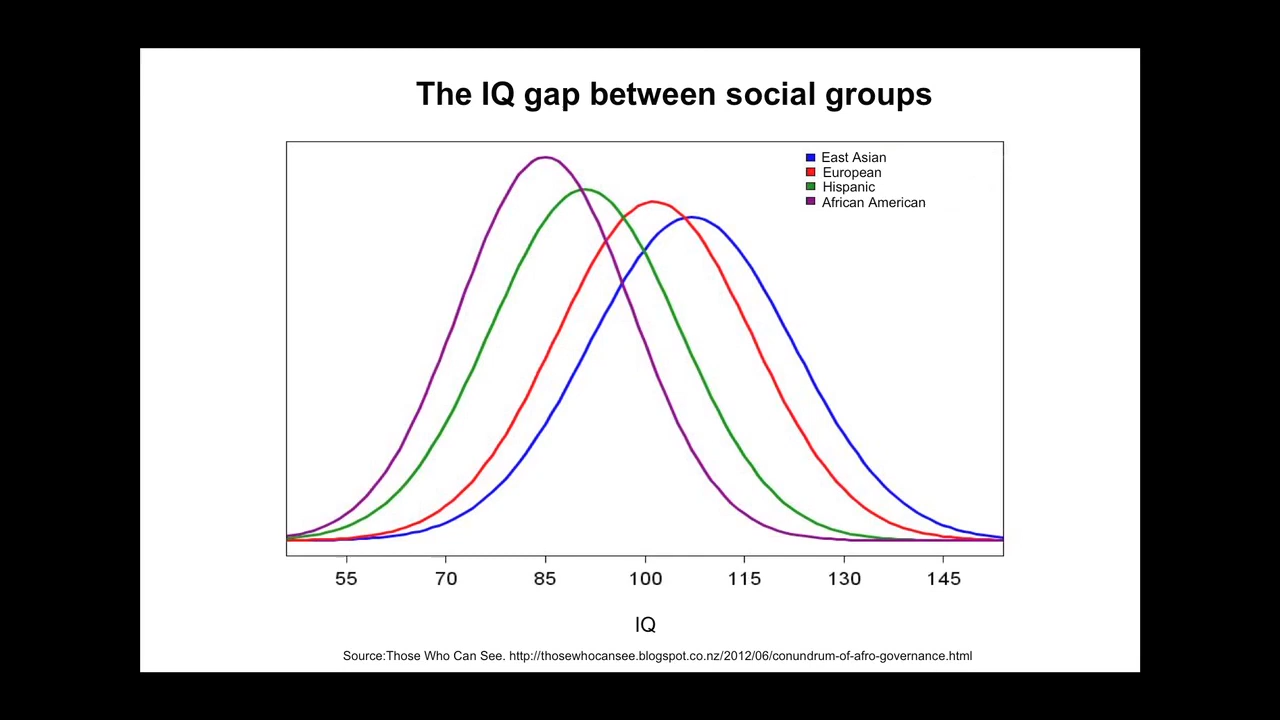 The IQ gap between social groups
East Asian
European
Hispanic
African American
55 70 85 100 115 130 145
IQ
Source:Those Who Can See. http://thosewhocansee.blogspot.co.nz/2012/06/conundrum-of-afro-governance.html